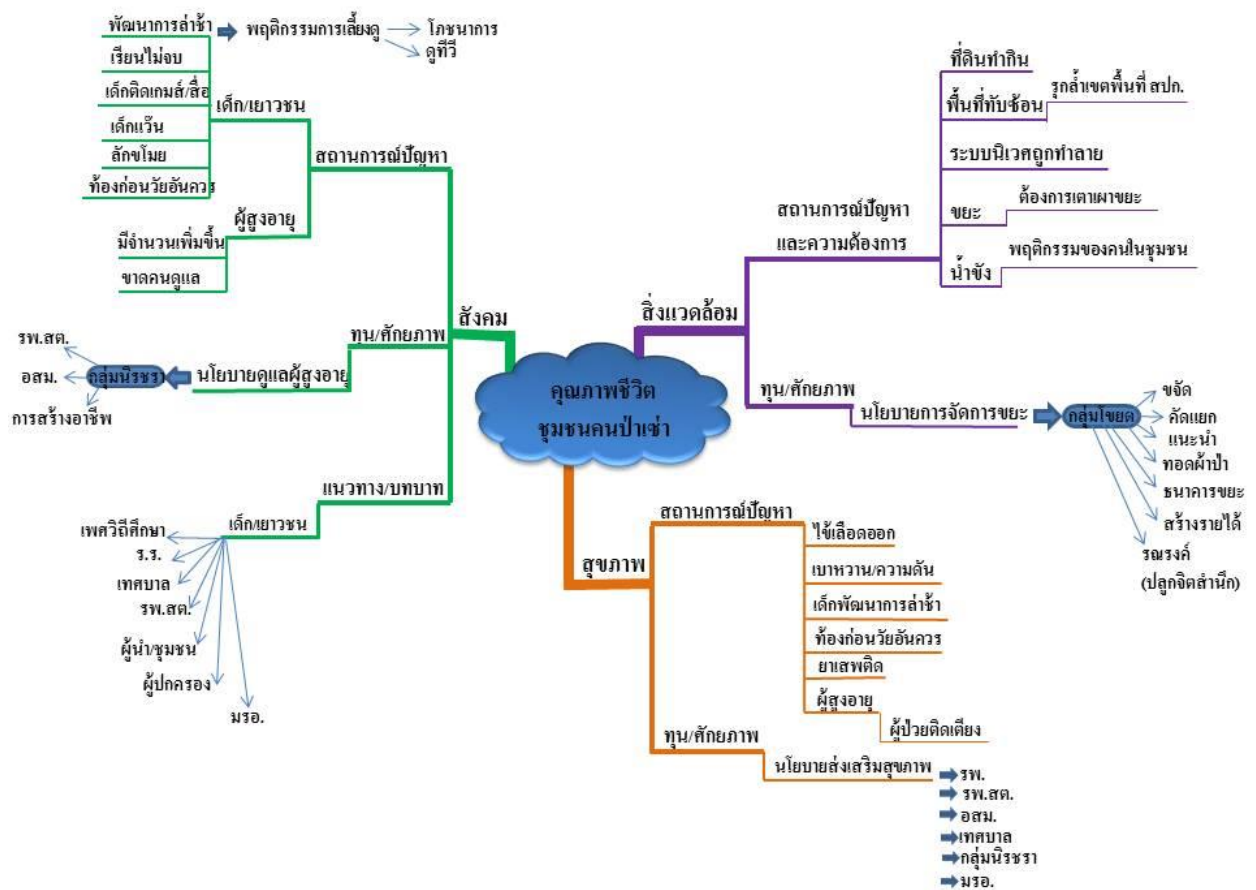 คุณภาพชีวิต
ชุมชนคนป่าเซ่า
สังคม
สถานการณ์ปัญหา
เด็ก/เยาวชน
พัฒนาการล่าช้า
พฤติกรรมการเลี้ยงดู
โภชนาการ
ดูทีวี
เรียนไม่จบ
เด็กติดเกมส์/สื่อ
เด็กแว๊น
ลักขโมย
ท้องก่อนวัยอันควร
ผู้สูงอายุ
มีจำนวนเพิ่มขึ้น
ขาดคนดูแล
ทุน/ศักยภาพ
นโยบายดูแลผู้สูงอายุ
กลุ่มนิรชรา
รพ.สต.
อสม.
การสร้างอาชีพ
แนวทาง/บทบาท
เด็ก/เยาวชน
เพศวิถีศึกษา
ร.ร.
เทศบาล
รพ.สต.
ผู้นำ/ชุมชน
ผู้ปกครอง
มรอ.
สิ่งแวดล้อม
สถานการณ์ปัญหา
และความต้องการ
ที่ดินทำกิน
พื้นที่ทับซ้อน
รุกล้ำเขตพื้นที่ สปก.
ระบบนิเวศถูกทำลาย
ขยะ
ต้องการเตาเผาขยะ
น้ำขัง
พฤติกรรมของคนในชุมชน
ทุน/ศักยภาพ
นโยบายการจัดการขยะ
กลุ่มโขยด
ขจัด
คัดแยก
แนะนำ
ทอดผ้าป่า
ธนาคารขยะ
สร้างรายได้
รณรงค์
(ปลูกจิตสำนึก)
สุขภาพ
สถานการณ์ปัญหา
ไข้เลือดออก
เบาหวาน/ความดัน
เด็กพัฒนาการล่าช้า
ท้องก่อนวัยอันควร
ยาเสพติด
ผู้สูงอายุ
ผู้ป่วยติดเตียง
ทุน/ศักยภาพ
นโยบายส่งเสริมสุขภาพ
รพ.
รพ.สต.
อสม.
เทศบาล
กลุ่มนิรชรา
มรอ.